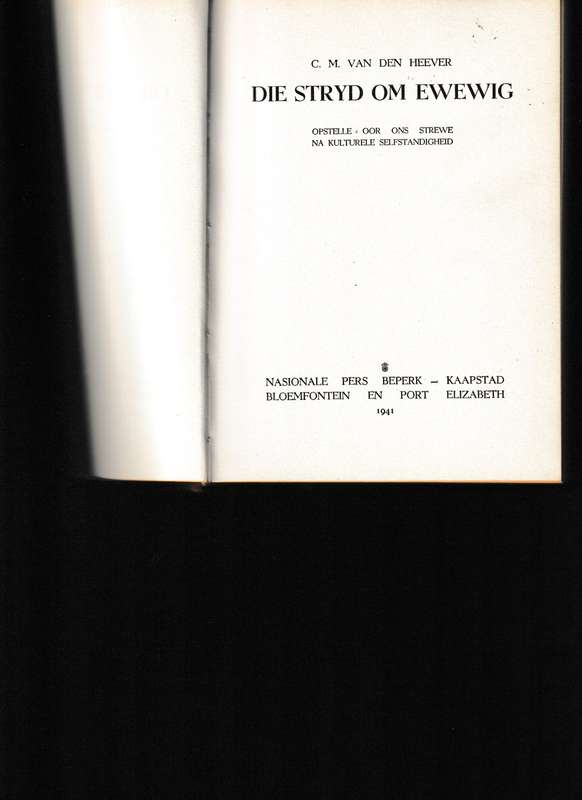 C. M. VAN DEN HEEVER
DIE STRYD OM EWEWIG
OPSTELLE OOR ONS STREWE
NA KULTURELE SELFSTANDIGHEID
NASIONALE PERS BEPERK — KAAPSTAD
BLOEMFONTEIN EN PORT ELIZABETH
1941